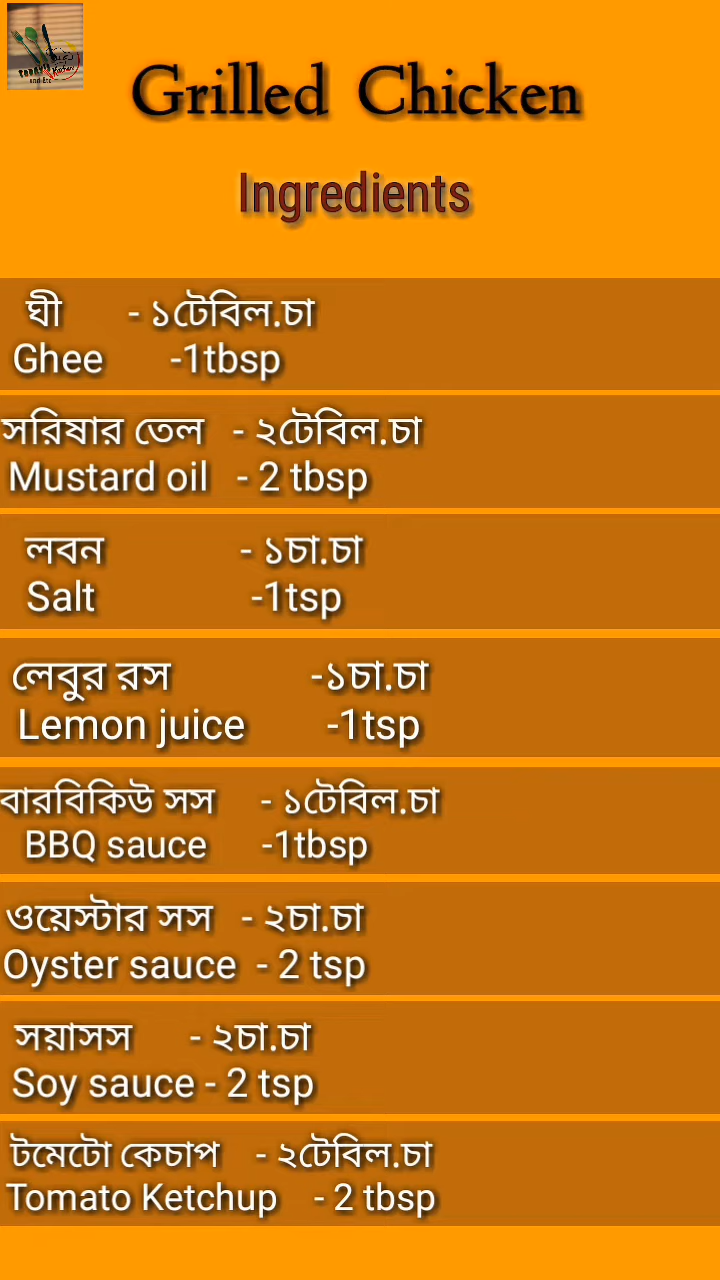 Grilled Chicken
Ingredients
ঘী - ১টেবিল.চা
Ghee -1tbsp
সরিষার তেল - ২টেবিল.চা
Mustard oil - 2 tbsp
লবন - ১চা.চা
Salt -1tsp
লেবুর রস -১চা.চা
Lemon juice -1tsp
বারবিকিউ সস - ১টেবিল.চা
BBQ sauce -1tbsp
ওয়েস্টার সস - ২চা.চা
Oyster sauce - 2 tsp
সয়াসস - ২চা.চা
Soy sauce - 2 tsp
টমেটো কেচাপ - ২টেবিল.চা
Tomato Ketchup - 2 tbsp